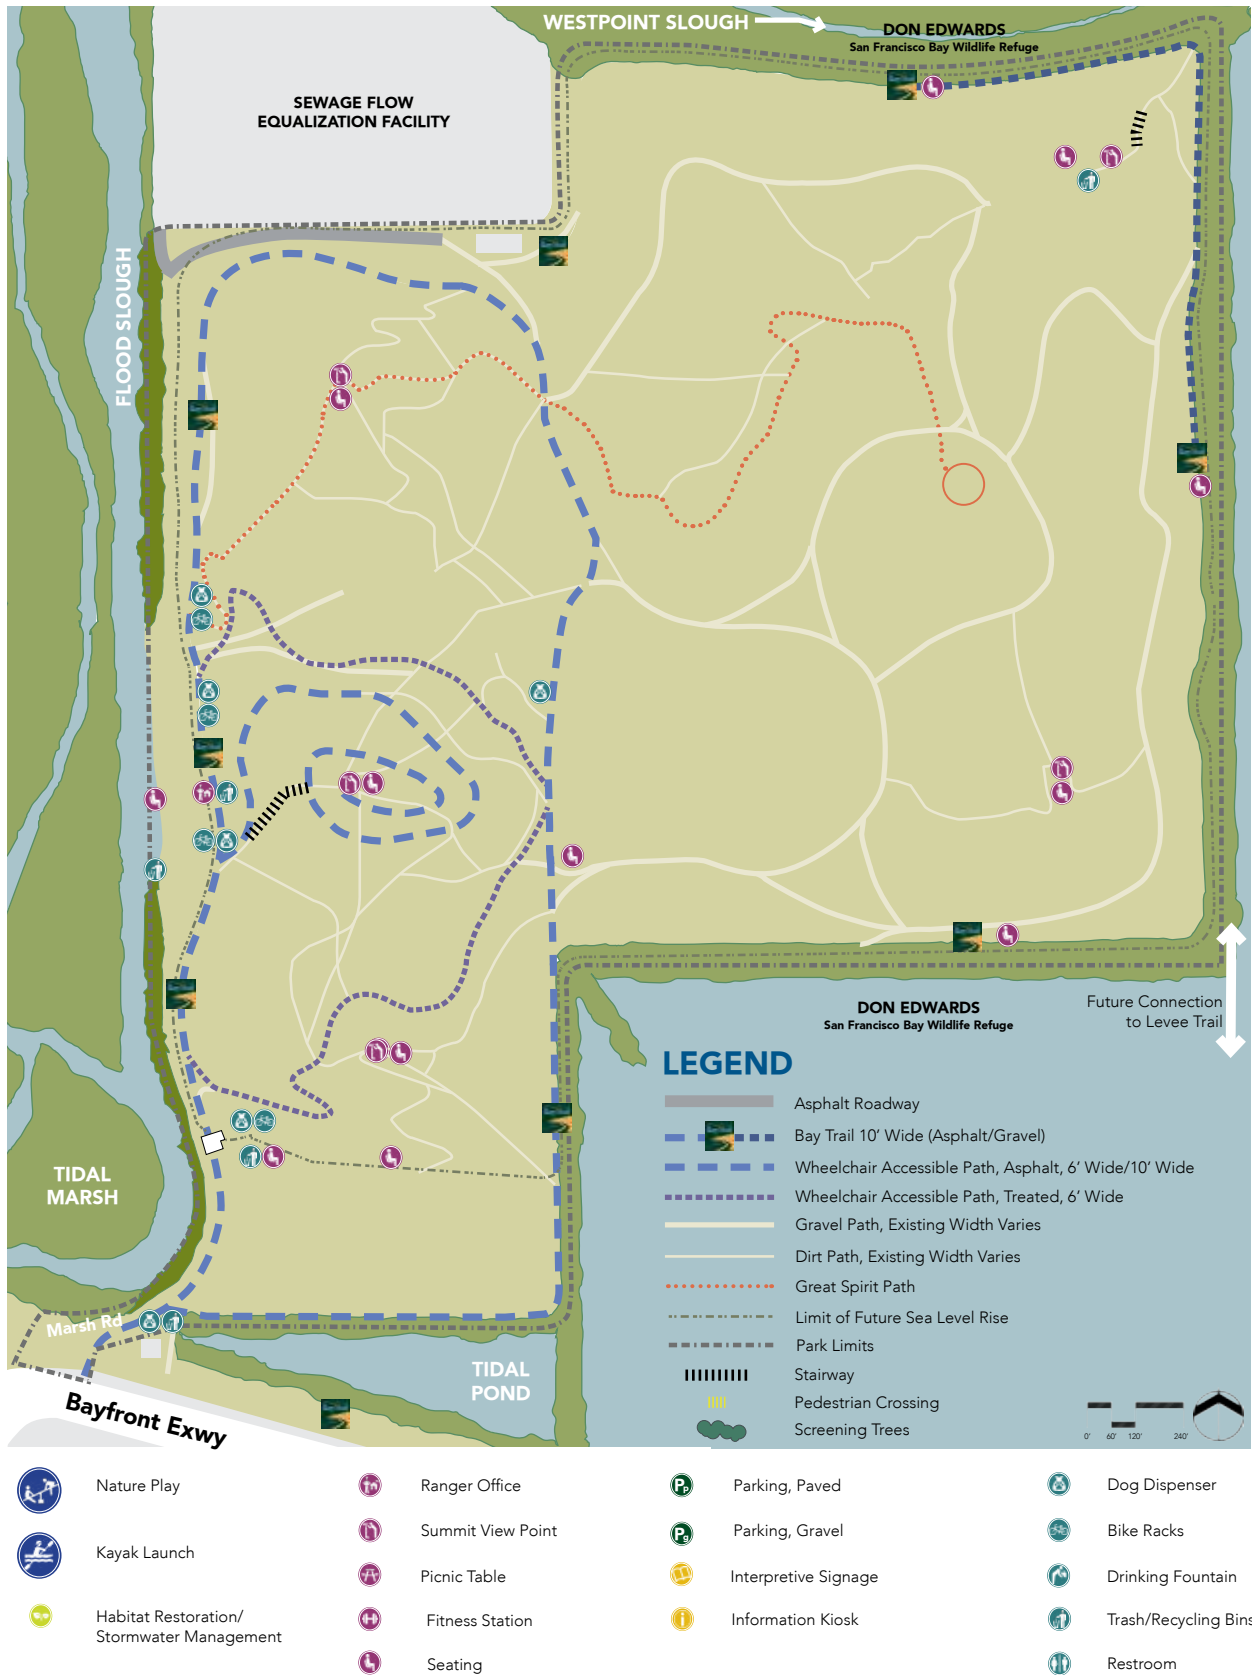 WESTPOINT SLOUGH
DON EDWARDS
San Francisco Bay Wildlife Refuge
SEWAGE FLOW
EQUALIZATION FACILITY
FLOOD SLOUGH
DON EDWARDS
San Francisco Bay Wildlife Refuge
Future Connection
to Levee Trail
LEGEND
Asphalt Roadway
Bay Trail 10' Wide (Asphalt/Gravel)
Wheelchair Accessible Path, Asphalt, 6' Wide/10' Wide
Wheelchair Accessible Path, Treated, 6' Wide
Gravel Path, Existing Width Varies
Dirt Path, Existing Width Varies
Great Spirit Path
Limit of Future Sea Level Rise
Park Limits
Stairway
Pedestrian Crossing
Screening Trees
0' 60' 120' 240'
TIDAL
MARSH
Marsh Rd
TIDAL
POND
Bayfront Exwy
Nature Play
Kayak Launch
Habitat Restoration/
Stormwater Management
Ranger Office
Summit View Point
Picnic Table
Fitness Station
Seating
Pp
Parking, Paved
Pg
Parking, Gravel
Interpretive Signage
i
Information Kiosk
Dog Dispenser
Bike Racks
Drinking Fountain
Trash/Recycling Bins
Restroom